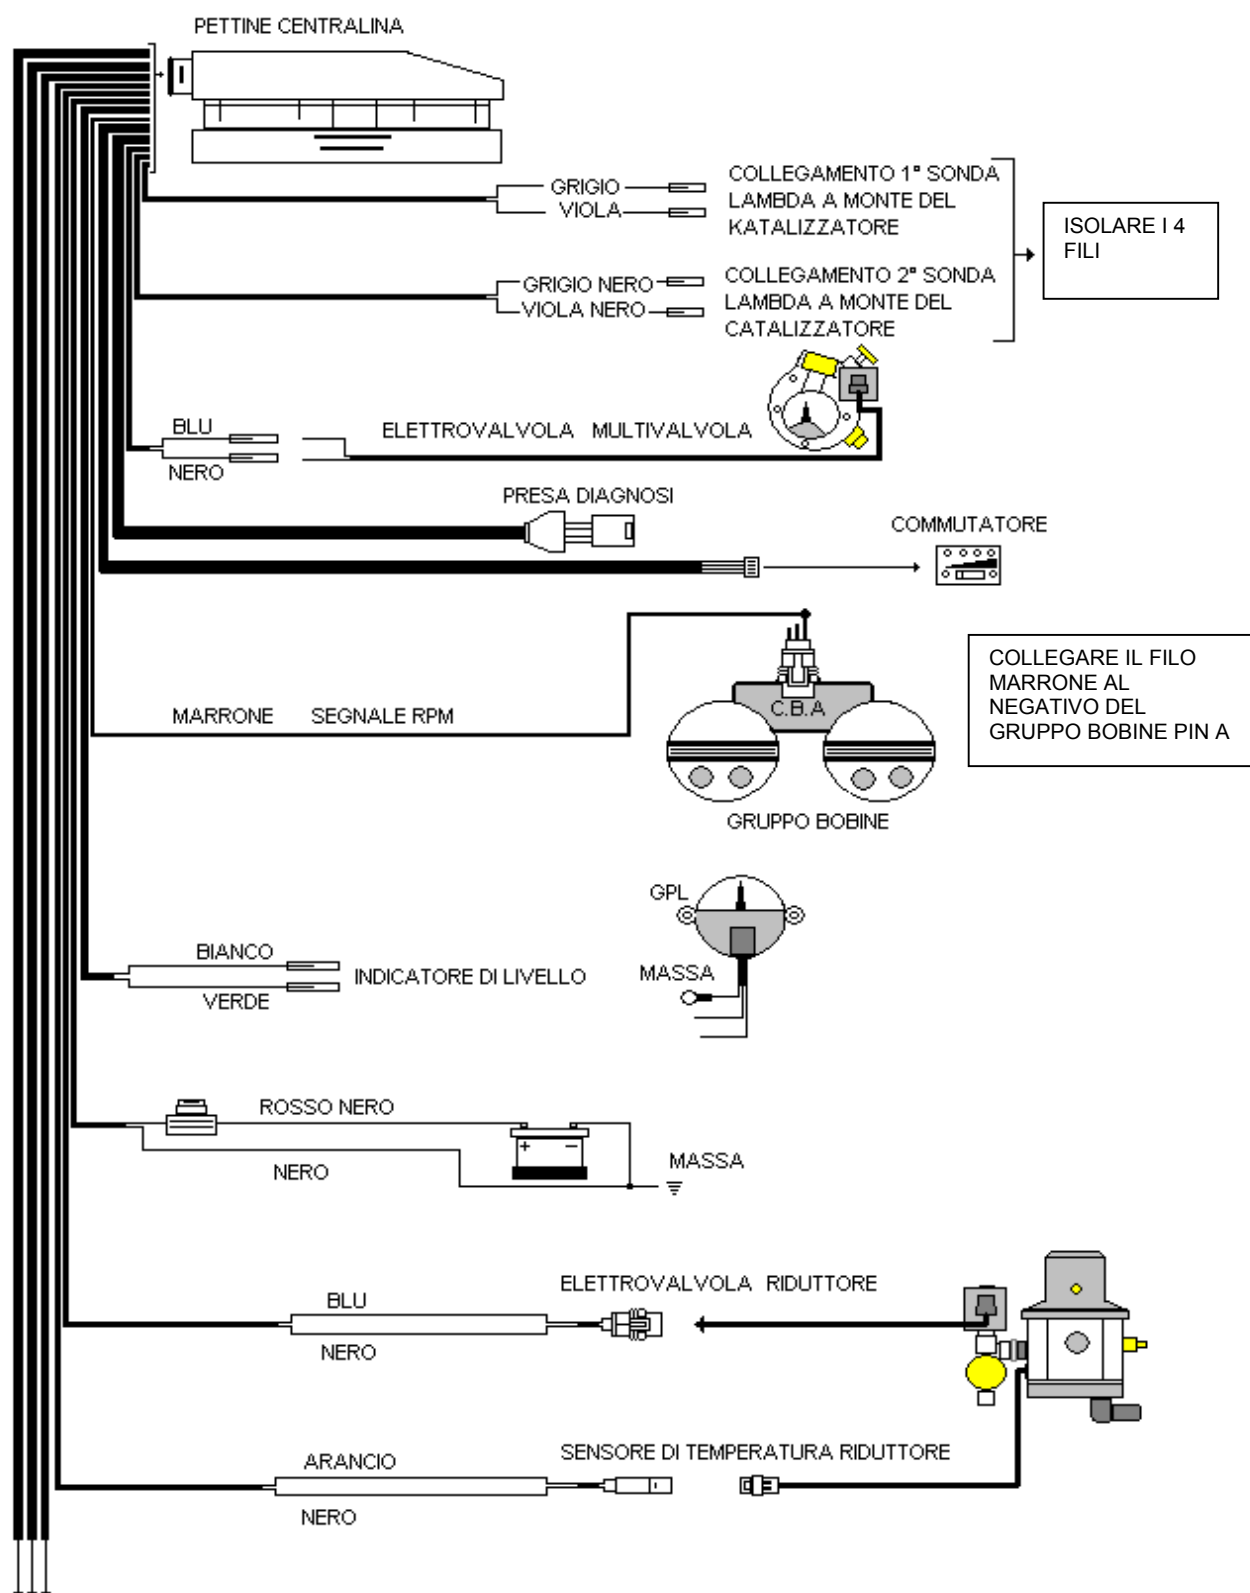 PETTINE CENTRALINA
GRIGIO
VIOLA
COLLEGAMENTO 1ª SONDA
LAMBDA A MONTE DEL
KATALIZZATORE
ISOLARE I 4
FILI
GRIGIO NERO
VIOLA NERO
COLLEGAMENTO 2ª SONDA
LAMBDA A MONTE DEL
CATALIZZATORE
BLU
NERO
ELETTROVALVOLA MULTIVALVOLA
PRESA DIAGNOSI
COMMUTATORE
MARRONE SEGNALE RPM
C.B.A
GRUPPO BOBINE
COLLEGARE IL FILO
MARRONE AL
NEGATIVO DEL
GRUPPO BOBINE PIN A
GPL
MASSA
BIANCO
VERDE
INDICATORE DI LIVELLO
ROSSO NERO
NERO
+ −
MASSA
BLU
NERO
ELETTROVALVOLA RIDUTTORE
ARANCIO
NERO
SENSORE DI TEMPERATURA RIDUTTORE